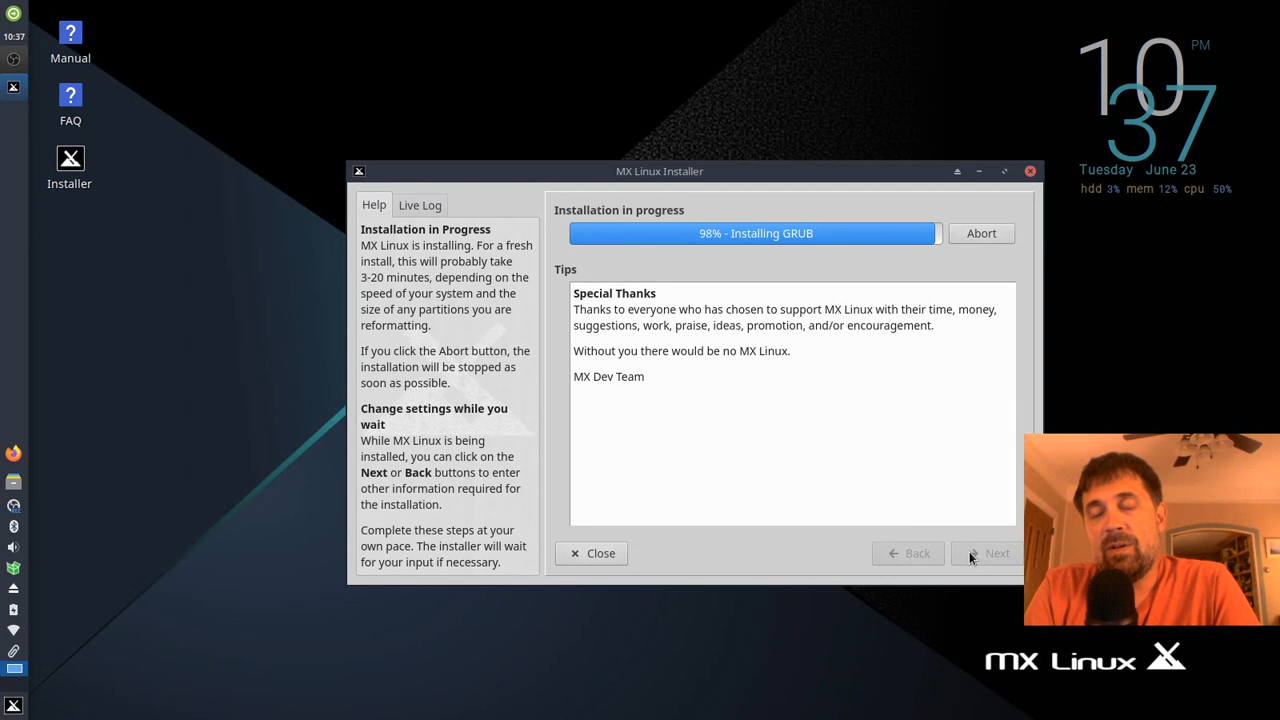 10:37
Manual
FAQ
Installer
10 PM
37
Tuesday June 23
hdd 3% mem 12% cpu 50%
MX Linux Installer
Help
Live Log
Installation in Progress
MX Linux is installing. For a fresh
install, this will probably take
3-20 minutes, depending on the
speed of your system and the
size of any partitions you are
reformatting.
If you click the Abort button, the
installation will be stopped as
soon as possible.
Change settings while you
wait
While MX Linux is being
installed, you can click on the
Next or Back buttons to enter
other information required for
the installation.
Complete these steps at your
own pace. The installer will wait
for your input if necessary.
Installation in progress
98% - Installing GRUB
Abort
Tips
Special Thanks
Thanks to everyone who has chosen to support MX Linux with their time, money,
suggestions, work, praise, ideas, promotion, and/or encouragement.
Without you there would be no MX Linux.
MX Dev Team
Close
Back
Next
mx Linux